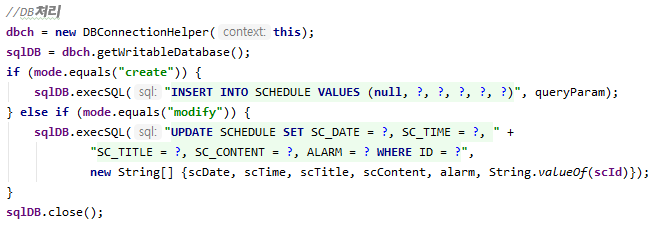 //DB처리
dbch = new DBConnectionHelper( context: this);
sqlDB = dbch.getWritableDatabase();
if (mode.equals("create")) {
sqlDB.execSQL( sql: "INSERT INTO SCHEDULE VALUES (null, ?, ?, ?, ?, ?)", queryParam);
} else if (mode.equals("modify")) {
sqlDB.execSQL( sql: "UPDATE SCHEDULE SET SC_DATE = ?, SC_TIME = ?, " +
"SC_TITLE = ?, SC_CONTENT = ?, ALARM = ? WHERE ID = ?",
new String[] {scDate, scTime, scTitle, scContent, alarm, String.valueOf(scId)});
}
sqlDB.close();